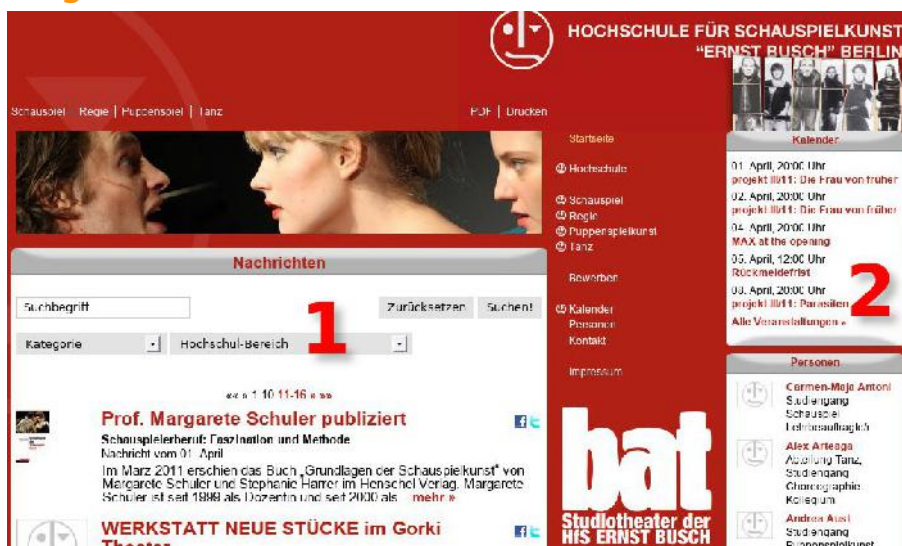 HOCHSCHULE FÜR SCHAUSPIELKUNST
“ERNST BUSCH” BERLIN
Schauspiel Regie | Puppenspiel | Tanz
PDF | Drucken
Nachrichten
Suchbegriff
Zurücksetzen Suchen!
Kategorie Hochschul-Bereich
1
«« « 1-10 11-16 » »»
Prof. Margarete Schuler publiziert
Schauspielerberuf: Faszination und Methode
Nachricht vom 01. April
Im März 2011 erschien das Buch „Grundlagen der Schauspielkunst“ von
Margarete Schuler und Stephanie Harrer im Henschel Verlag. Margarete
Schuler ist seit 1999 als Dozentin und seit 2000 als mehr »
WERKSTATT NEUE STÜCKE im Gorki
Theater
Startseite
Hochschule
Schauspiel
Regie
Puppenspielkunst
Tanz
Bewerben
Kalender
Personen
Kontakt
Impressum
bat
Studiotheater der
HfS ERNST BUSCH
Kalender
01. April, 20:00 Uhr
projekt III/11: Die Frau von früher
02. April, 20:00 Uhr
projekt III/11: Die Frau von früher
04. April, 20:00 Uhr
MAX at the opening
05. April, 12:00 Uhr
Rückmeldefrist
08. April, 20:00 Uhr
projekt III/11: Parasiten
Alle Veranstaltungen »
2
Personen
Carmen-Maja Antoni
Studiengang
Schauspiel
Lehrbeauftragte/r
Alex Arteaga
Abteilung Tanz,
Studiengang
Choreographie
Kollegium
Andrea Aust
Studiengang
Puppenspielkunst